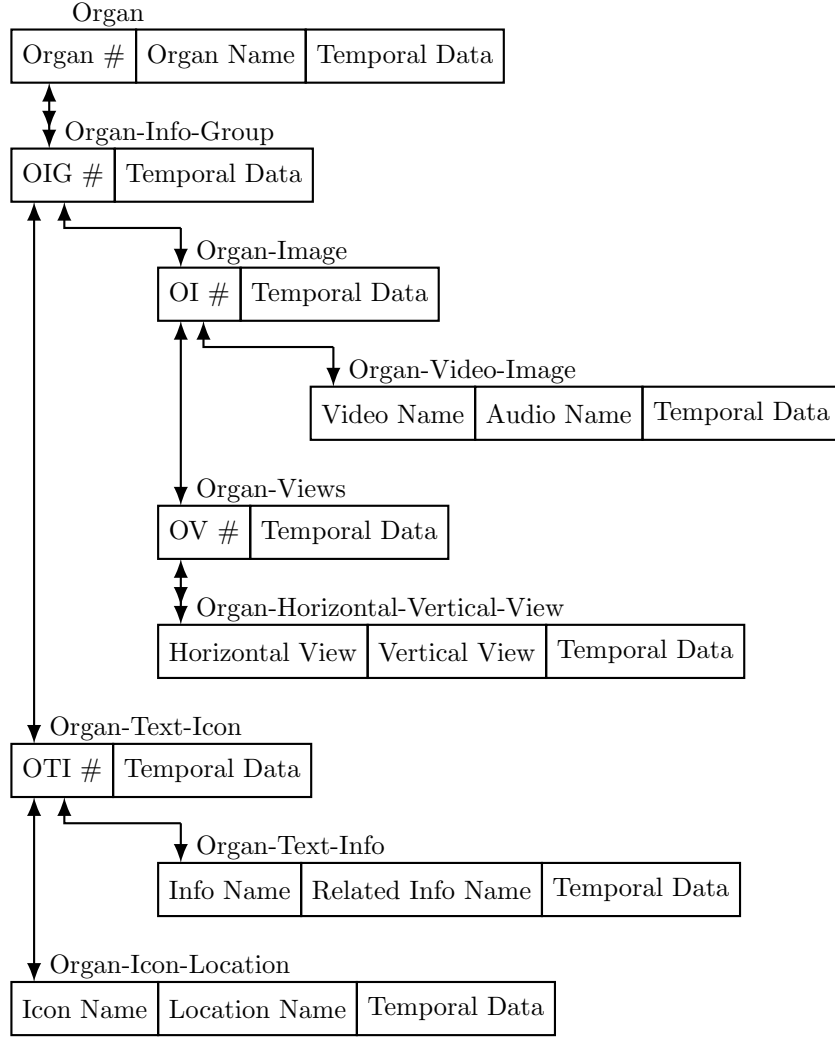 Organ
Organ # Organ Name Temporal Data
Organ-Info-Group
OIG # Temporal Data
Organ-Image
OI # Temporal Data
Organ-Video-Image
Video Name Audio Name Temporal Data
Organ-Views
OV # Temporal Data
Organ-Horizontal-Vertical-View
Horizontal View Vertical View Temporal Data
Organ-Text-Icon
OTI # Temporal Data
Organ-Text-Info
Info Name Related Info Name Temporal Data
Organ-Icon-Location
Icon Name Location Name Temporal Data